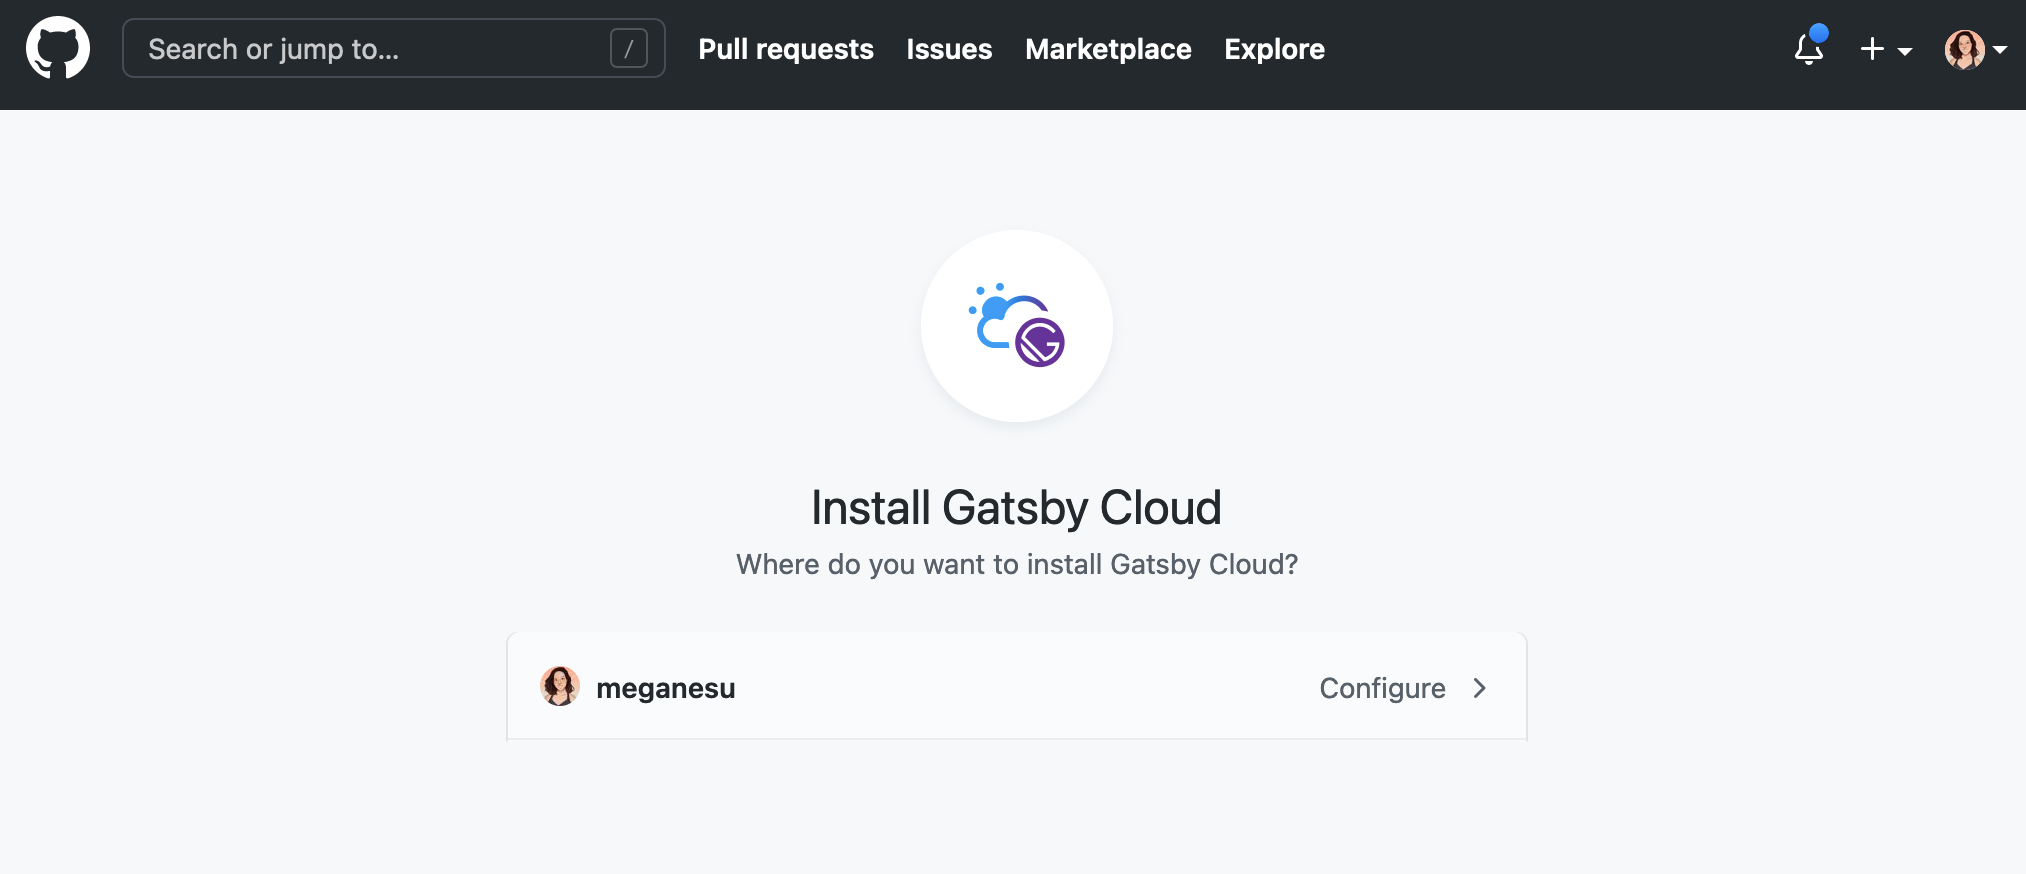 Search or jump to... / Pull requests Issues Marketplace Explore
Install Gatsby Cloud
Where do you want to install Gatsby Cloud?
meganesu Configure